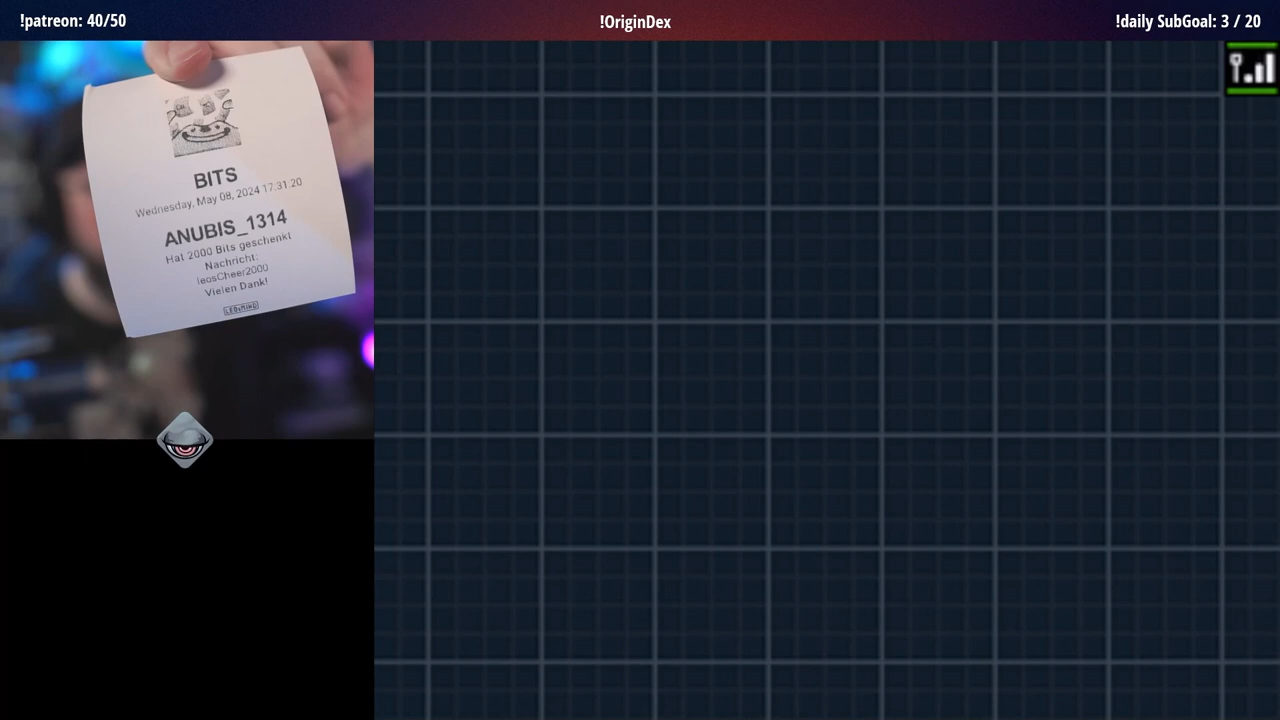 !patreon: 40/50
!OriginDex
!daily SubGoal: 3 / 20
BITS
Wednesday, May 08, 2024 17:31:20
ANUBIS_1314
Hat 2000 Bits geschenkt
Nachricht:
leosCheer2000
Vielen Dank!
LEOSMIND